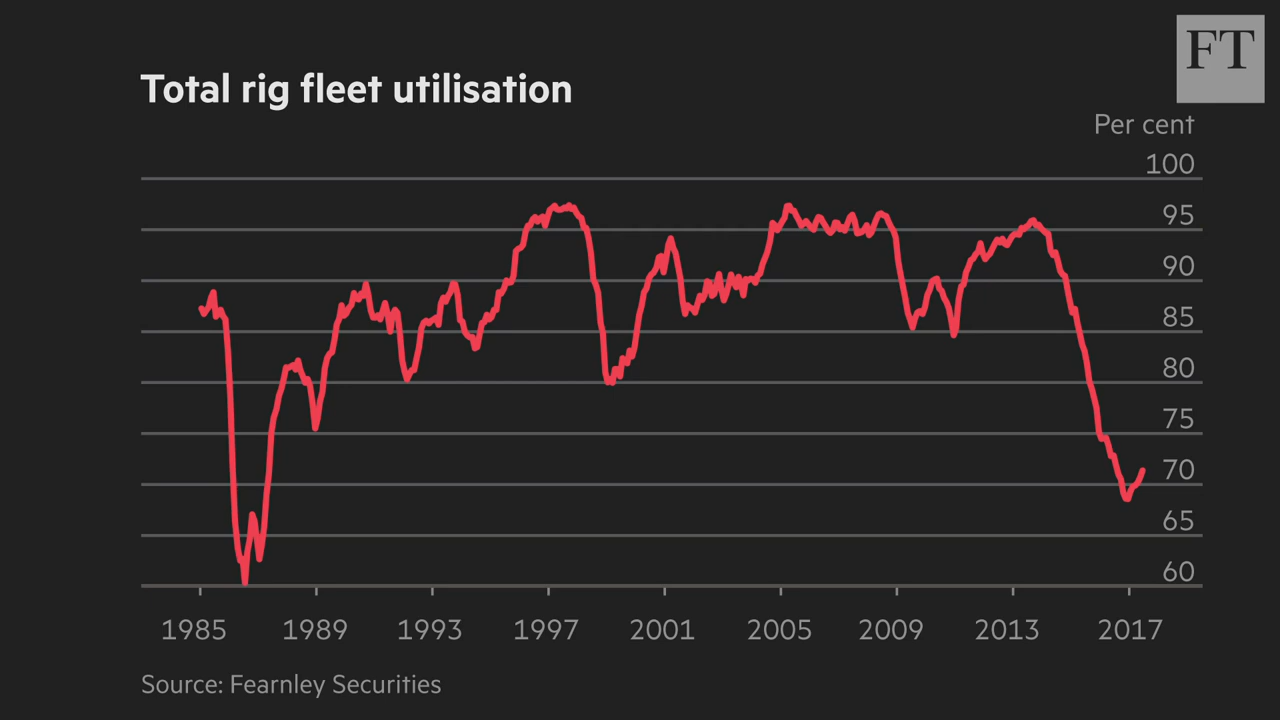 FT
Total rig fleet utilisation
Per cent
100
95
90
85
80
75
70
65
60
1985 1989 1993 1997 2001 2005 2009 2013 2017
Source: Fearnley Securities